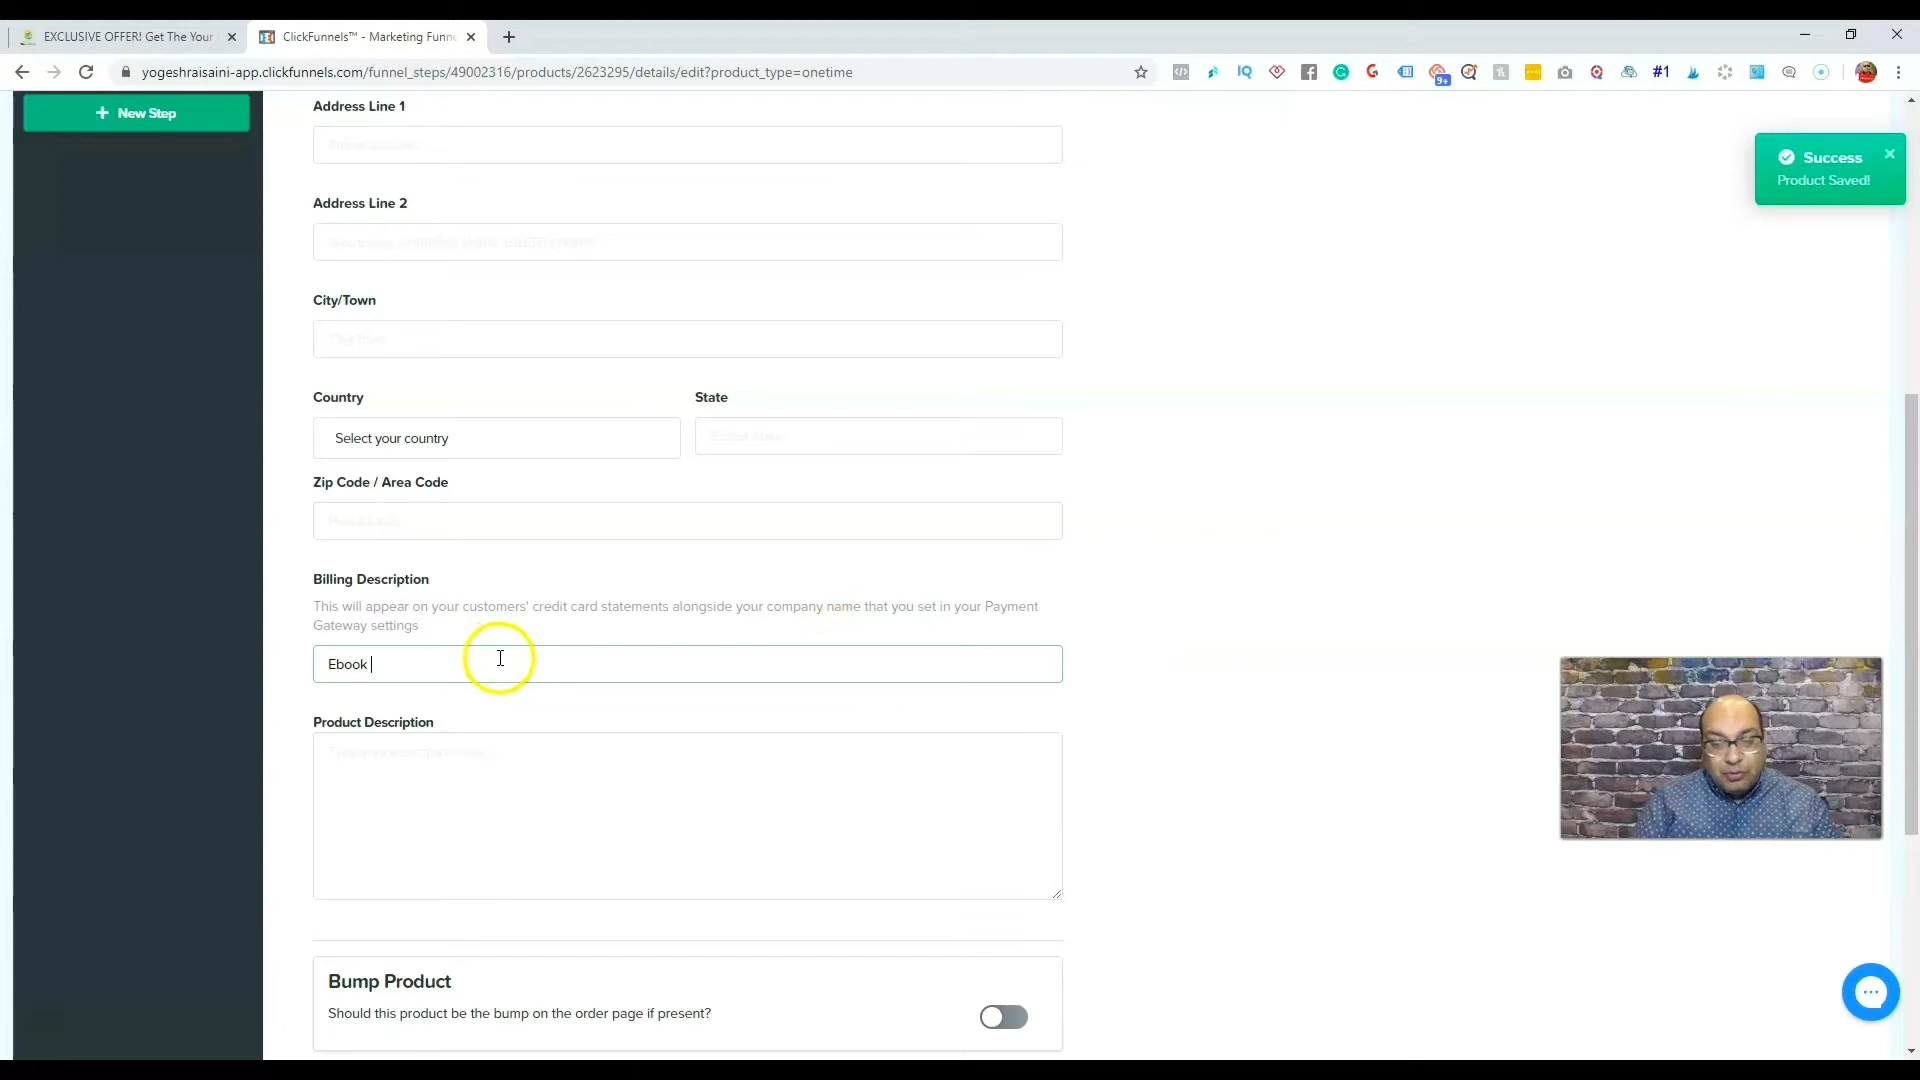 EXCLUSIVE OFFER! Get The Your
ClickFunnels™ - Marketing Funne
yogeshraisaini-app.clickfunnels.com/funnel_steps/49002316/products/2623295/details/edit?product_type=onetime
#1
9+
New Step
Success
Product Saved!
Address Line 1
Address Line 2
City/Town
Country
State
Select your country
Zip Code / Area Code
Billing Description
This will appear on your customers' credit card statements alongside your company name that you set in your Payment
Gateway settings
Ebook
Product Description
Bump Product
Should this product be the bump on the order page if present?